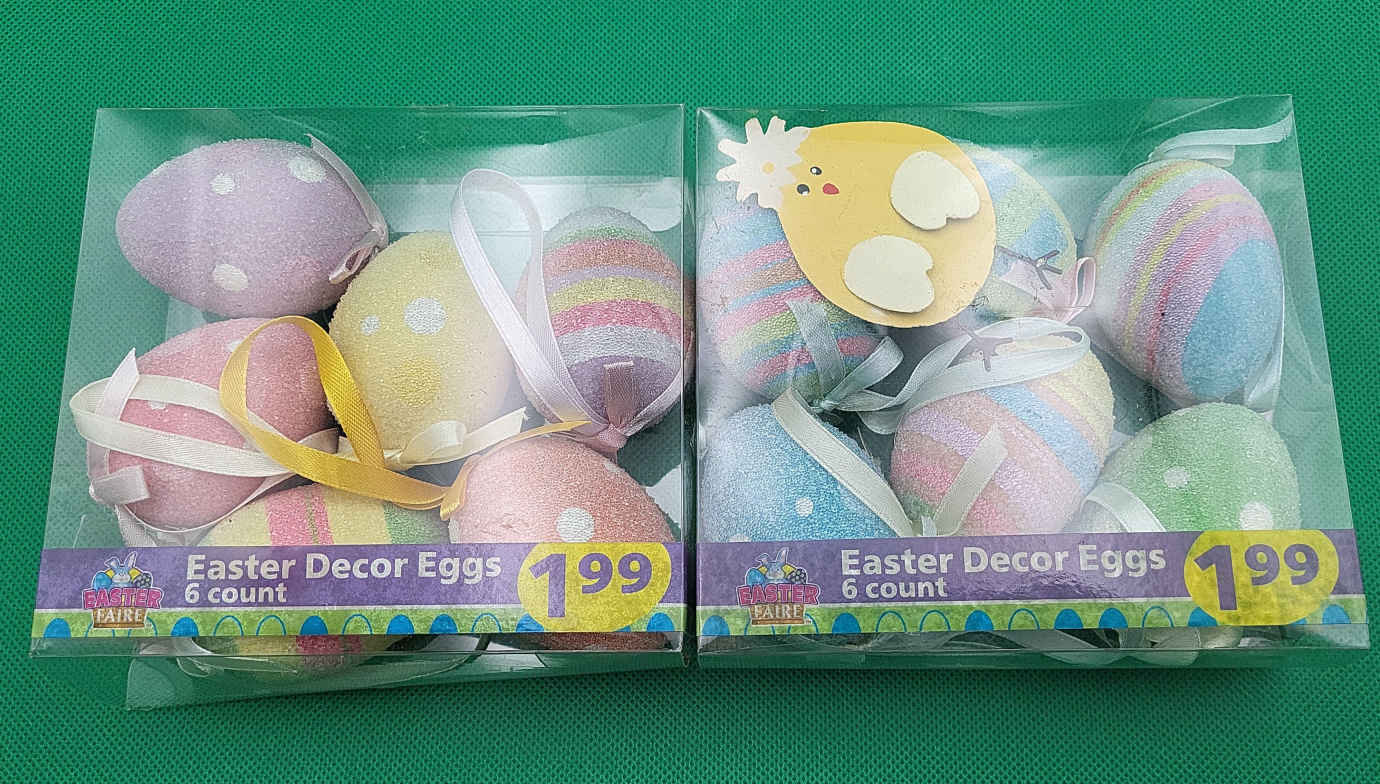 Easter Decor Eggs
6 count
EASTER
FAIRE
1.99
Easter Decor Eggs
6 count
EASTER
FAIRE
1.99